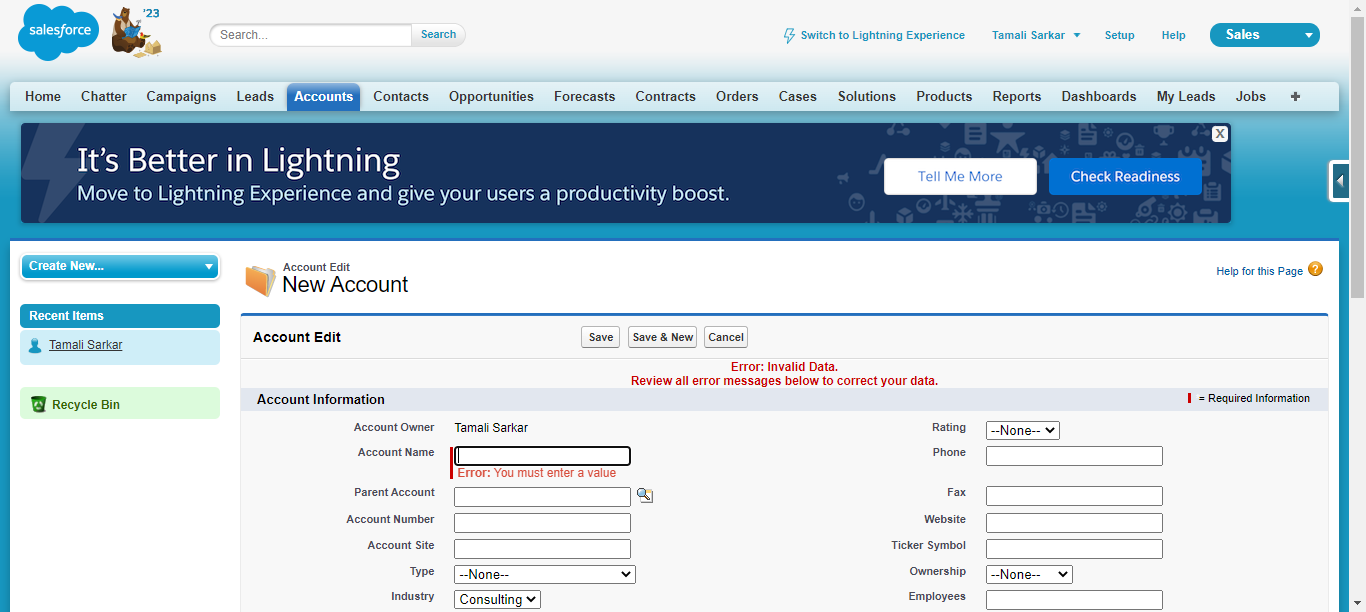 salesforce
'23
Search...
Search
Switch to Lightning Experience
Tamali Sarkar
Setup
Help
Sales
Home Chatter Campaigns Leads Accounts Contacts Opportunities Forecasts Contracts Orders Cases Solutions Products Reports Dashboards My Leads Jobs +
It's Better in Lightning
Move to Lightning Experience and give your users a productivity boost.
Tell Me More
Check Readiness
X
Create New...
Recent Items
Tamali Sarkar
Recycle Bin
Account Edit
New Account
Help for this Page ?
Account Edit
Save
Save & New
Cancel
Error: Invalid Data.
Review all error messages below to correct your data.
Account Information
= Required Information
Account Owner Tamali Sarkar
Rating --None--
Account Name
Error: You must enter a value
Phone
Parent Account
Fax
Account Number
Website
Account Site
Ticker Symbol
Type --None--
Ownership --None--
Industry Consulting
Employees